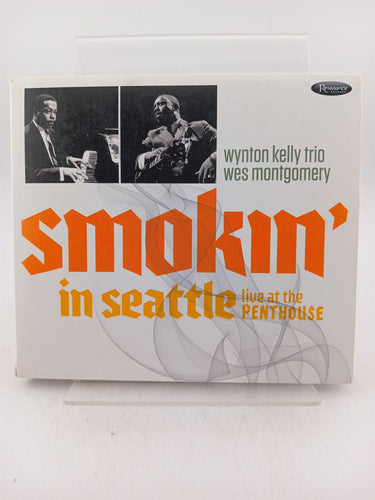 Resonance
wynton kelly trio
wes montgomery
smokin'
in seattle
live at the
PENTHOUSE